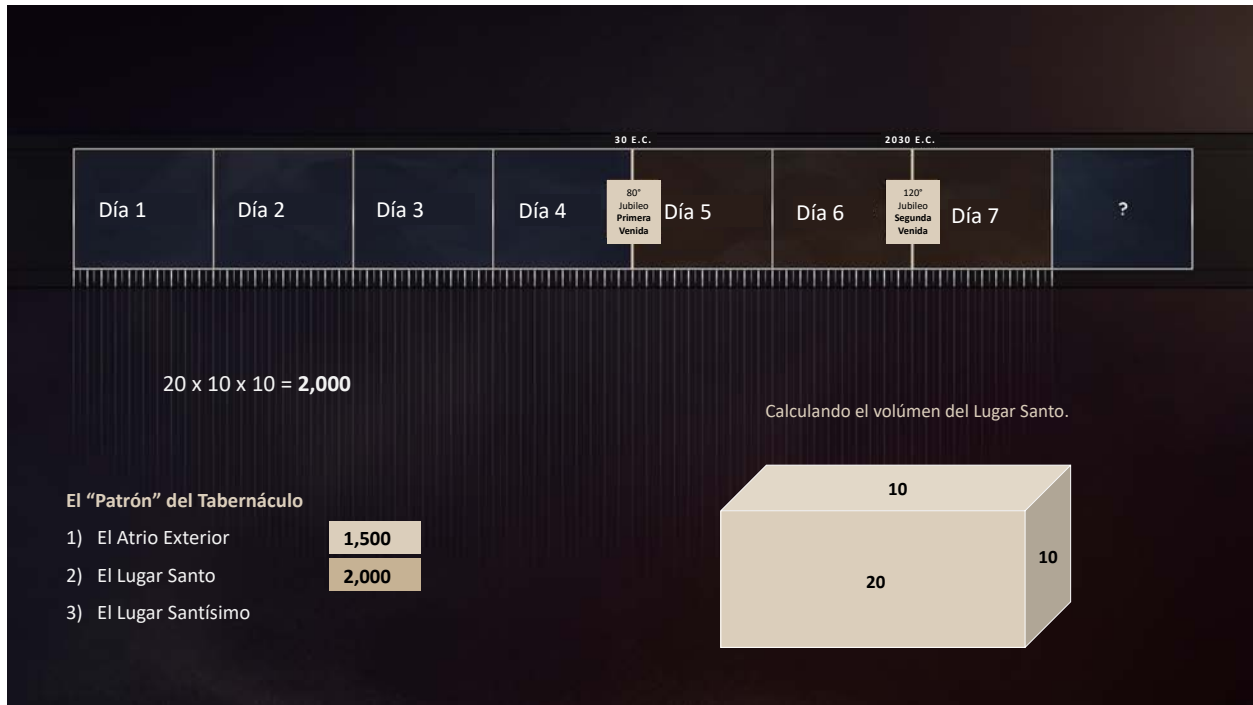 30 E.C.
2030 E.C.
Día 1
Día 2
Día 3
Día 4
80°
Jubileo
Primera
Venida
Día 5
Día 6
120°
Jubileo
Segunda
Venida
Día 7
?
20 x 10 x 10 = 2,000
Calculando el volúmen del Lugar Santo.
El “Patrón” del Tabernáculo
1) El Atrio Exterior 1,500
2) El Lugar Santo 2,000
3) El Lugar Santísimo
10
10
20